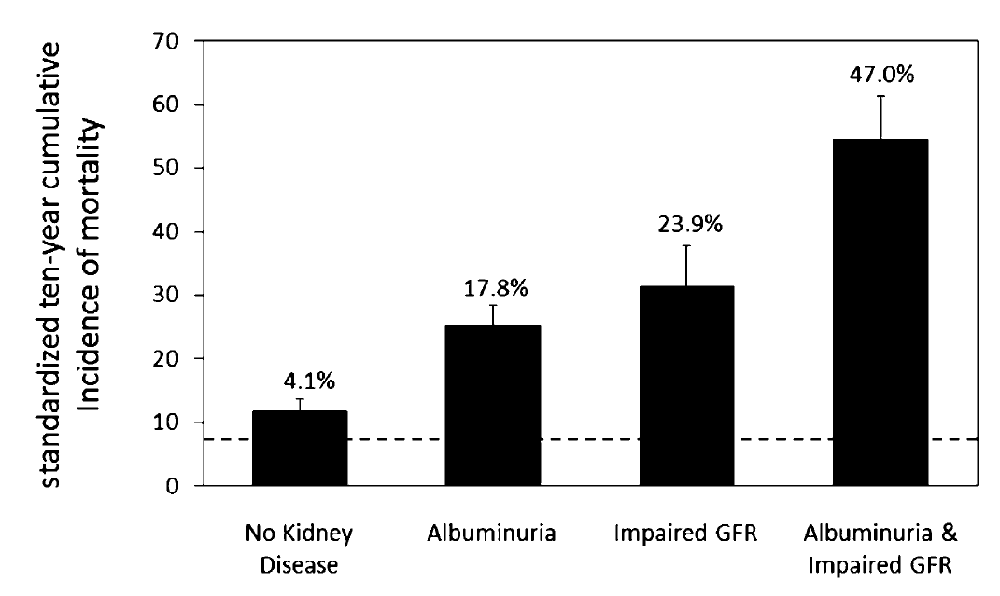 standardized ten-year cumulative
Incidence of mortality
70
60
50
40
30
20
10
0
4.1%
17.8%
23.9%
47.0%
No Kidney
Disease
Albuminuria
Impaired GFR
Albuminuria &
Impaired GFR